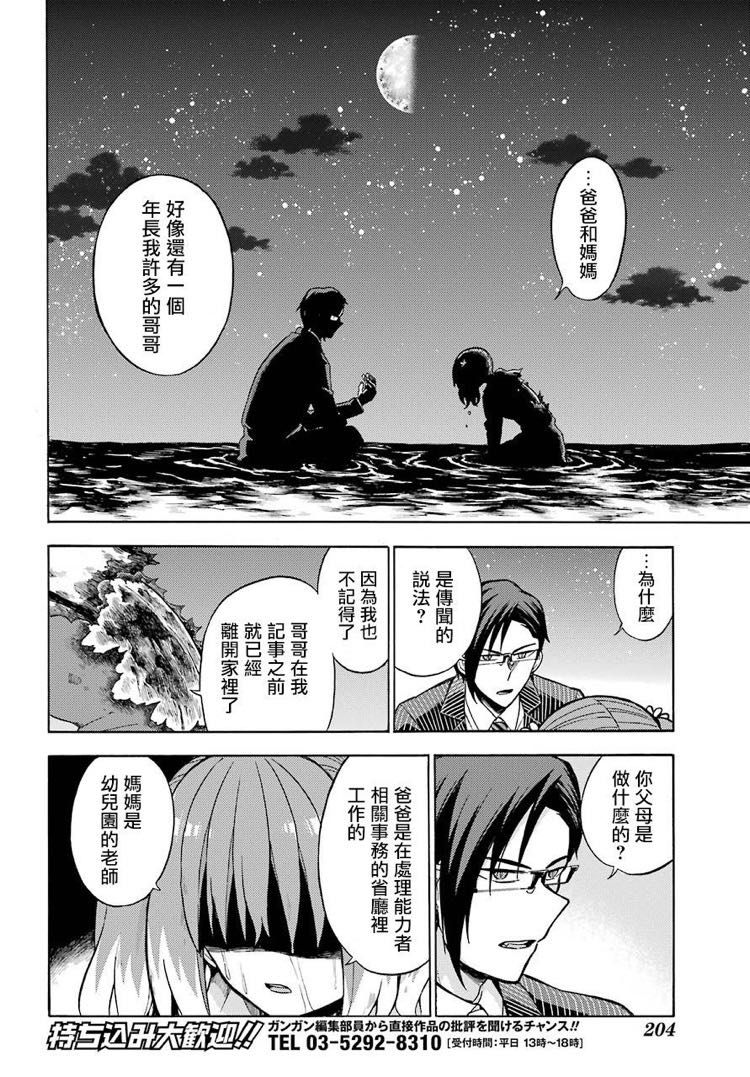 …爸爸和媽媽
好像還有一個
年長我許多的哥哥
…為什麼
是傳聞的
說法？
因為我也
不記得了
哥哥在我
記事之前
就已經
離開家裡了
你父母是
做什麼的？
爸爸是在處理能力者
相關事務的省廳裡
工作的
媽媽是
幼兒園的老師
持ち込み大歓迎!!
ガンガン編集部員から直接作品の批評を聞けるチャンス!!
TEL 03-5292-8310 [受付時間：平日 13時〜18時]
204